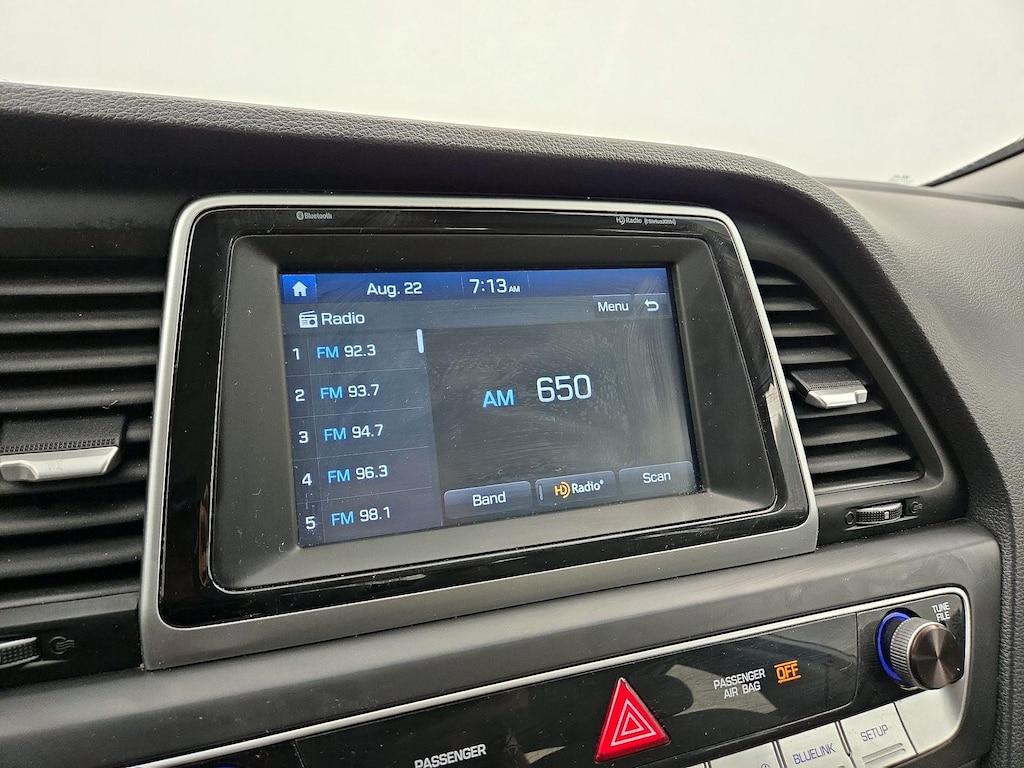 Bluetooth
HD Radio (SiriusXM)
Aug. 22 7:13 AM
Radio Menu
1 FM 92.3
2 FM 93.7
3 FM 94.7
4 FM 96.3
5 FM 98.1
AM 650
Band HD Radio® Scan
TUNE
FILE
PASSENGER
AIR BAG OFF
PASSENGER
BLUELINK SETUP